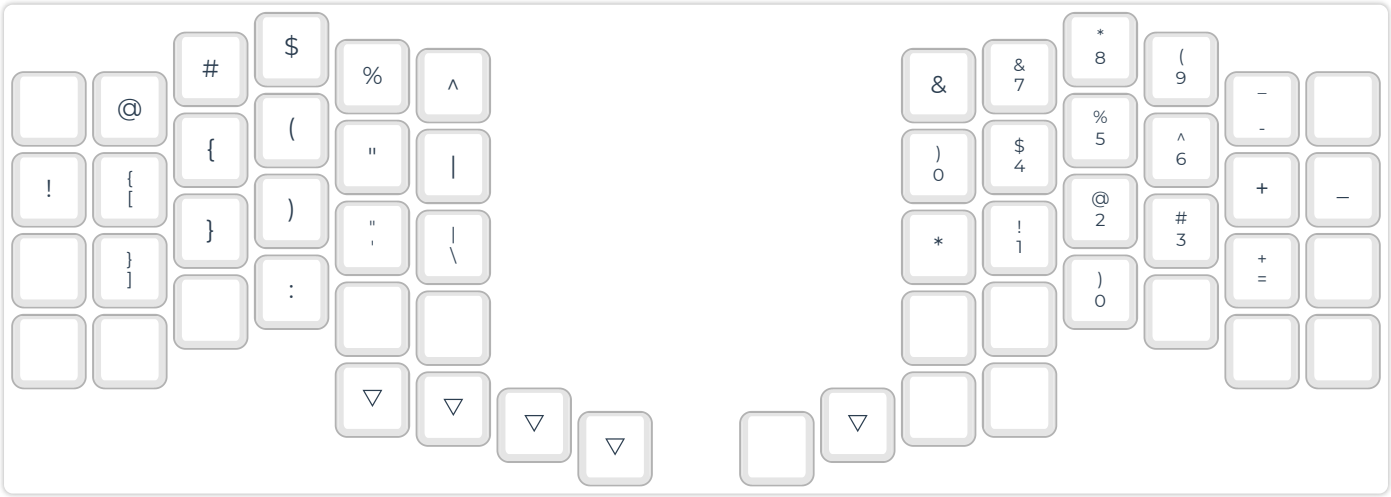 @ # $ % ^ & & * (
7 8 9
_
-
! { { ( " | ) $ % ^ + _
[ 0 4 5 6
} } ) " | * ! @ # +
] ' \ 1 2 3 =
: )
0
▽ ▽ ▽ ▽ ▽